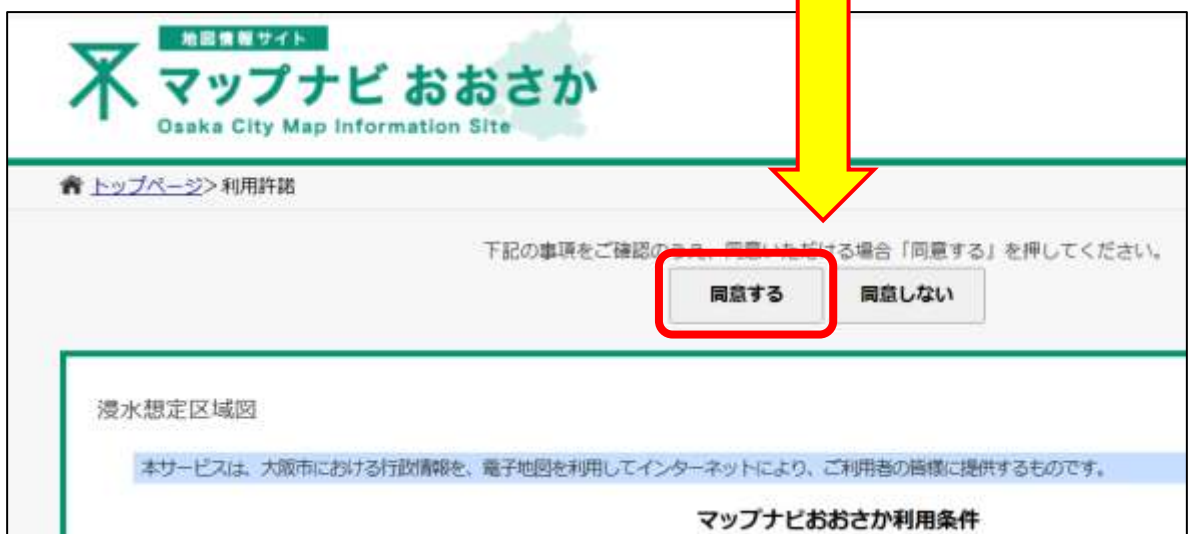 地図情報サイト
マップナビ おおさか
Osaka City Map Information Site
トップページ>利用許諾
下記の事項をご確認のうえ、同意いただける場合「同意する」を押してください。
同意する
同意しない
浸水想定区域図
本サービスは、大阪市における行政情報を、電子地図を利用してインターネットにより、ご利用者の皆様に提供するものです。
マップナビおおさか利用条件